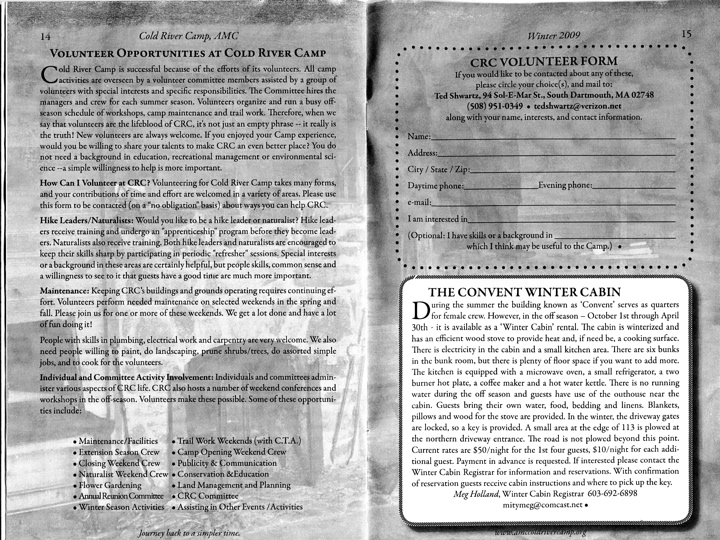 14
Cold River Camp, AMC
VOLUNTEER OPPORTUNITIES AT COLD RIVER CAMP
Cold River Camp is successful because of the efforts of its volunteers. All camp
activities are overseen by a volunteer committee members assisted by a group of
volunteers with special interests and specific responsibilities. The Committee hires the
managers and crew for each summer season. Volunteers organize and run a busy off-
season schedule of workshops, camp maintenance and trail work. Therefore, when we
say that volunteers are the lifeblood of CRC, it's not just an empty phrase -- it really is
the truth! New volunteers are always welcome. If you enjoyed your Camp experience,
would you be willing to share your talents to make CRC an even better place? You do
not need a background in education, recreational management or environmental sci-
ence --a simple willingness to help is more important.
How Can I Volunteer at CRC? Volunteering for Cold River Camp takes many forms,
and your contributions of time and effort are welcomed in a variety of areas. Please use
this form to be contacted (on a "no obligation" basis) about ways you can help CRC.
Hike Leaders/Naturalists: Would you like to be a hike leader or naturalist? Hike lead-
ers receive training and undergo an "apprenticeship" program before they become lead-
ers. Naturalists also receive training. Both hike leaders and naturalists are encouraged to
keep their skills sharp by participating in periodic "refresher" sessions. Special interests
or a background in these areas are certainly helpful, but people skills, common sense and
a willingness to see to it that guests have a good time are much more important.
Maintenance: Keeping CRC's buildings and grounds operating requires continuing ef-
fort. Volunteers perform needed maintenance on selected weekends in the spring and
fall. Please join us for one or more of these weekends. We get a lot done and have a lot
of fun doing it!
People with skills in plumbing, electrical work and carpentry are very welcome. We also
need people willing to paint, do landscaping, prune shrubs/trees, do assorted simple
jobs, and to cook for the volunteers.
Individual and Committee Activity Involvement: Individuals and committees admin-
ister various aspects of CRC life. CRC also hosts a number of weekend conferences and
workshops in the off-season. Volunteers make these possible. Some of these opportuni-
ties include:
• Maintenance/Facilities • Trail Work Weekends (with C.T.A.)
• Extension Season Crew • Camp Opening Weekend Crew
• Closing Weekend Crew • Publicity & Communication
• Naturalist Weekend Crew • Conservation &Education
• Flower Gardening • Land Management and Planning
• Annual Reunion Committee • CRC Committee
• Winter Season Activities • Assisting in Other Events /Activities
Journey back to a simpler time.
Winter 2009
15
CRC VOLUNTEER FORM
If you would like to be contacted about any of these,
please circle your choice(s), and mail to:
Ted Shwartz, 94 Sol-E-Mar St., South Dartmouth, MA 02748
(508) 951-0349 • tedshwartz@verizon.net
along with your name, interests, and contact information.
Name:
Address:
City / State / Zip:
Daytime phone: Evening phone:
e-mail:
I am interested in
(Optional: I have skills or a background in
which I think may be useful to the Camp.) •
THE CONVENT WINTER CABIN
During the summer the building known as 'Convent' serves as quarters
for female crew. However, in the off season – October 1st through April
30th - it is available as a 'Winter Cabin' rental. The cabin is winterized and
has an efficient wood stove to provide heat and, if need be, a cooking surface.
There is electricity in the cabin and a small kitchen area. There are six bunks
in the bunk room, but there is plenty of floor space if you want to add more.
The kitchen is equipped with a microwave oven, a small refrigerator, a two
burner hot plate, a coffee maker and a hot water kettle. There is no running
water during the off season and guests have use of the outhouse near the
cabin. Guests bring their own water, food, bedding and linens. Blankets,
pillows and wood for the stove are provided. In the winter, the driveway gates
are locked, so a key is provided. A small area at the edge of 113 is plowed at
the northern driveway entrance. The road is not plowed beyond this point.
Current rates are $50/night for the 1st four guests, $10/night for each addi-
tional guest. Payment in advance is requested. If interested please contact the
Winter Cabin Registrar for information and reservations. With confirmation
of reservation guests receive cabin instructions and where to pick up the key.
Meg Holland, Winter Cabin Registrar 603-692-6898
mitymeg@comcast.net •
www.amccoldrivercamp.org